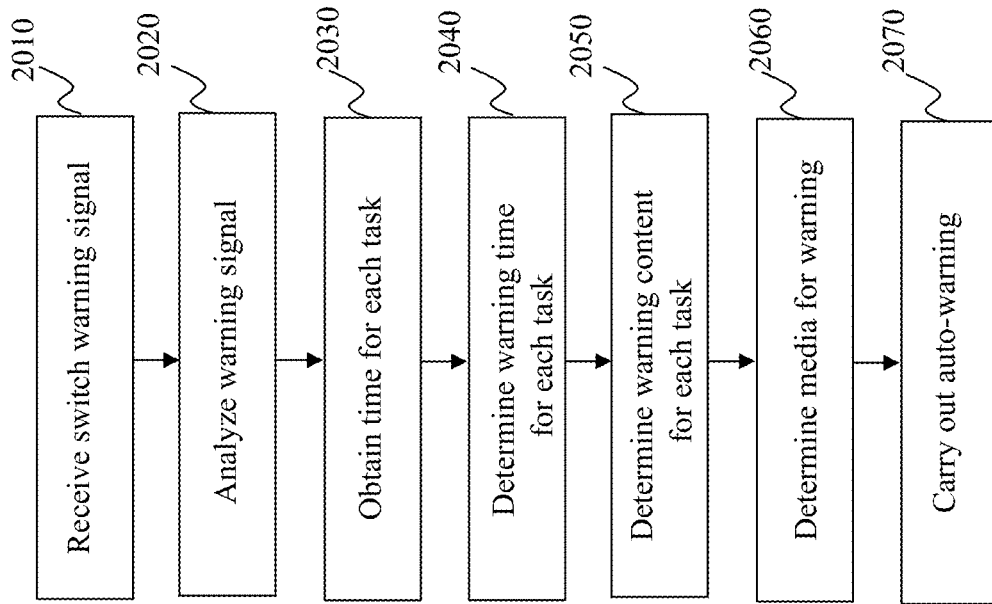 Receive switch warning signal
2010
Analyze warning signal
2020
Obtain time for each task
2030
Determine warning time
for each task
2040
Determine warning content
for each task
2050
Determine media for warning
2060
Carry out auto-warning
2070